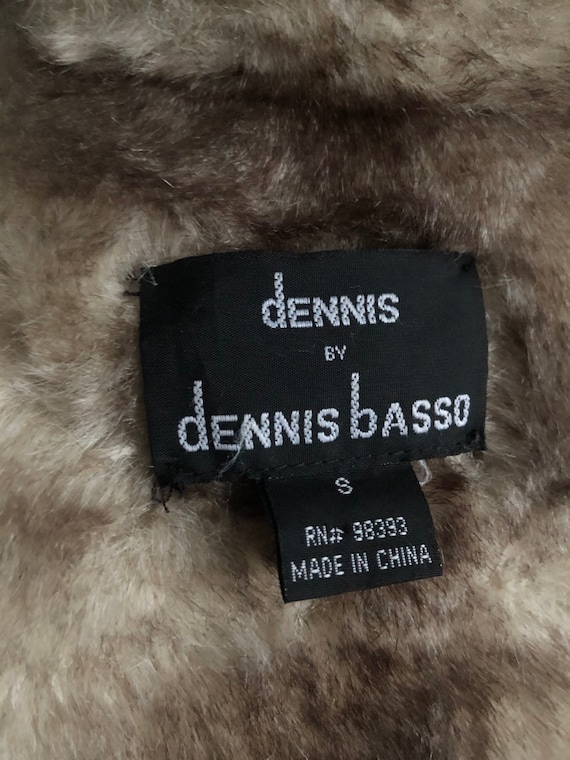 dENNIS
BY
dENNIS bASSO
S
RN# 98393
MADE IN CHINA